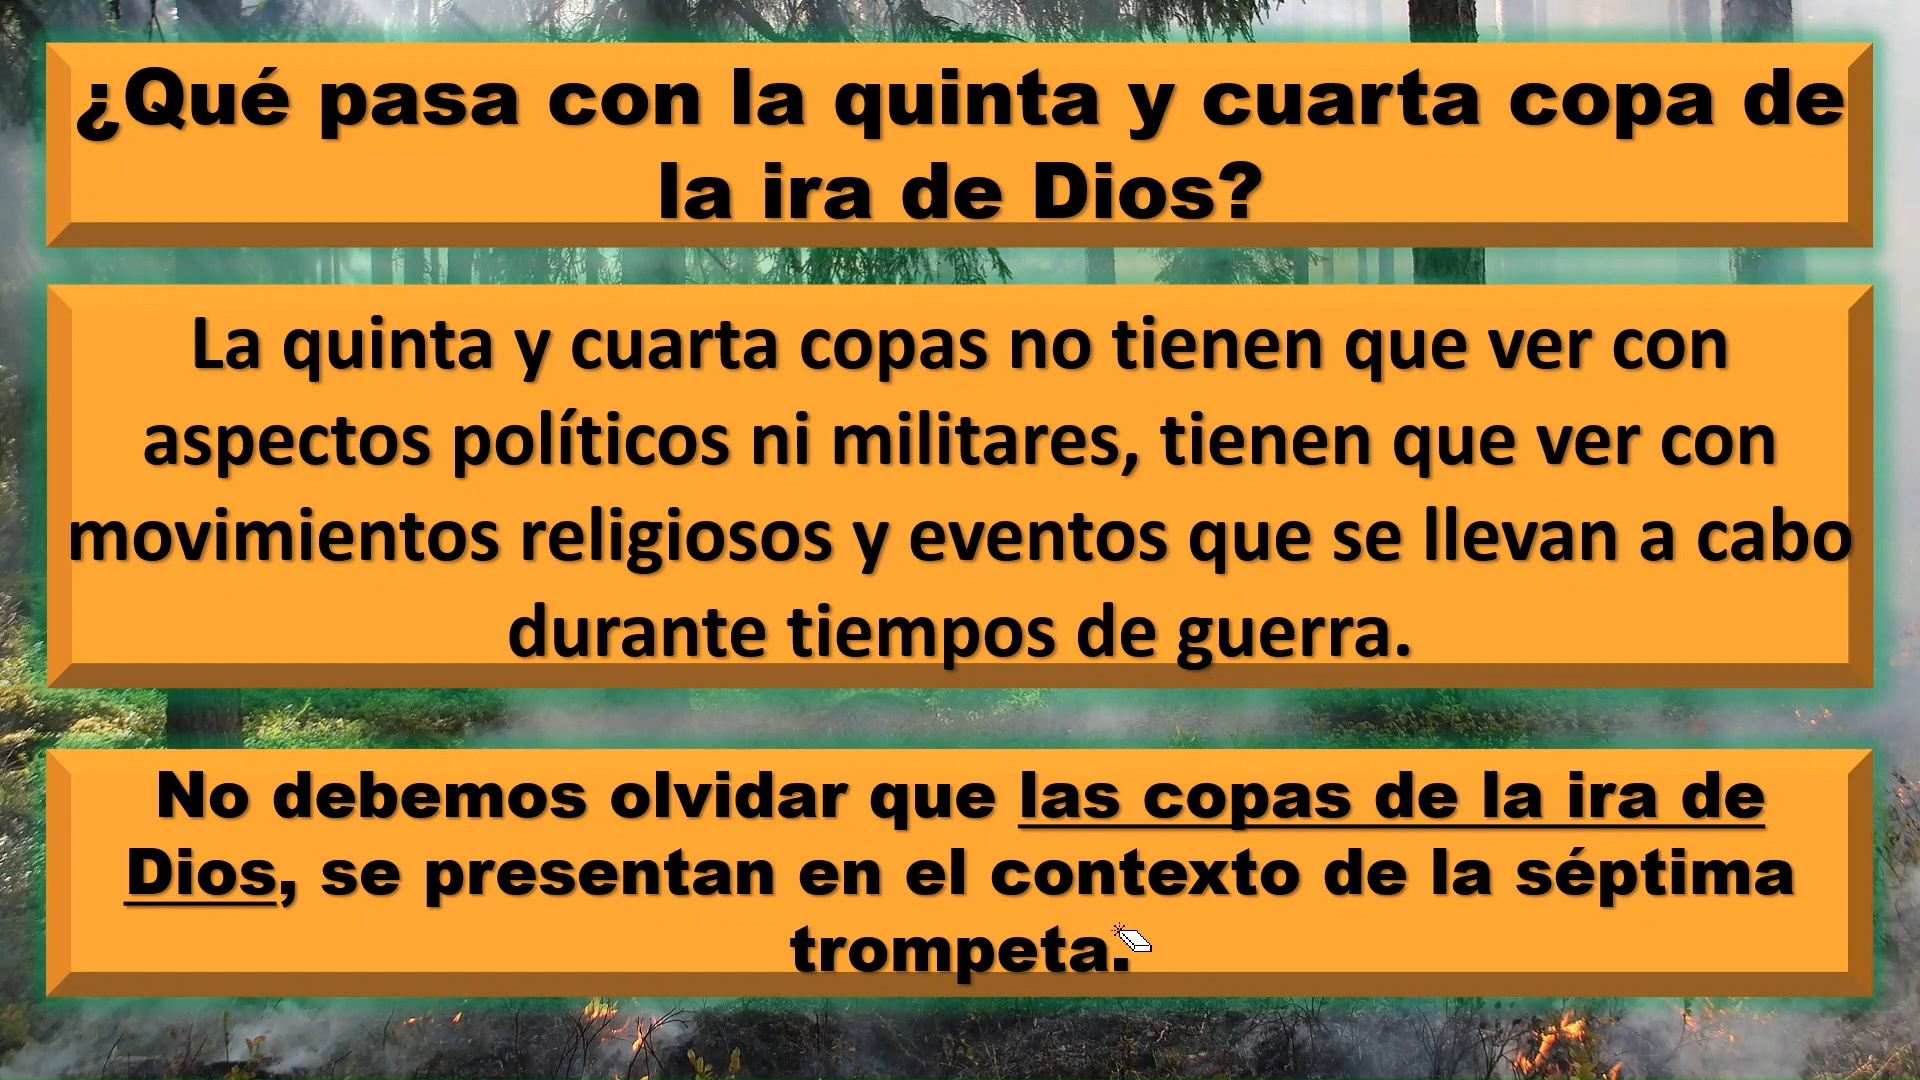 ¿Qué pasa con la quinta y cuarta copa de
la ira de Dios?
La quinta y cuarta copas no tienen que ver con
aspectos políticos ni militares, tienen que ver con
movimientos religiosos y eventos que se llevan a cabo
durante tiempos de guerra.
No debemos olvidar que las copas de la ira de
Dios, se presentan en el contexto de la séptima
trompeta.